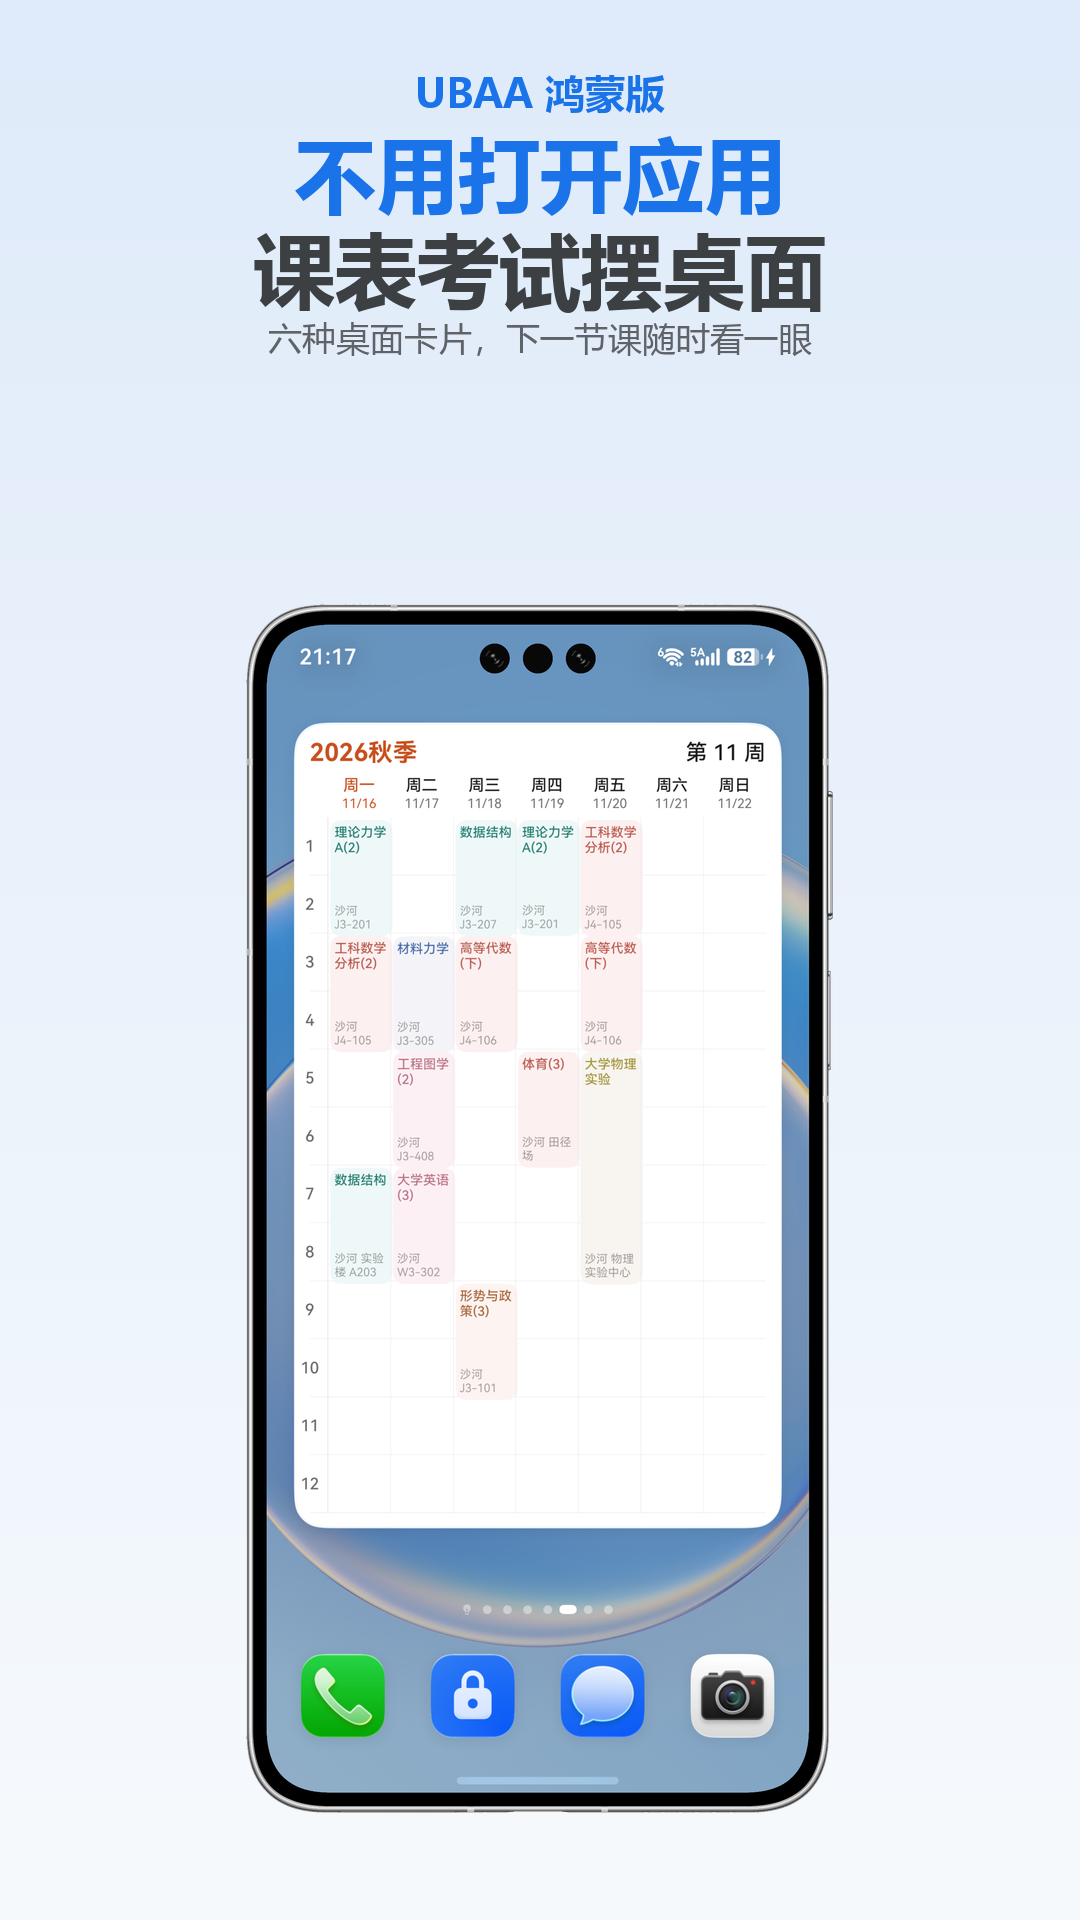 UBAA 鸿蒙版
不用打开应用
课表考试摆桌面
六种桌面卡片，下一节课随时看一眼
21:17
6 5A 82
2026秋季 第 11 周
周一 周二 周三 周四 周五 周六 周日
11/16 11/17 11/18 11/19 11/20 11/21 11/22
1
理论力学
A(2)
沙河
J3-201
数据结构
沙河
J3-207
理论力学
A(2)
沙河
J3-201
工科数学
分析(2)
沙河
J4-105
2
3
工科数学
分析(2)
沙河
J4-105
材料力学
沙河
J3-305
高等代数
(下)
沙河
J4-106
高等代数
(下)
沙河
J4-106
4
5
工程图学
(2)
沙河
J3-408
体育(3)
沙河 田径
场
大学物理
实验
沙河 物理
实验中心
6
7
数据结构
沙河 实验
楼 A203
大学英语
(3)
沙河
W3-302
8
9
形势与政
策(3)
沙河
J3-101
10
11
12